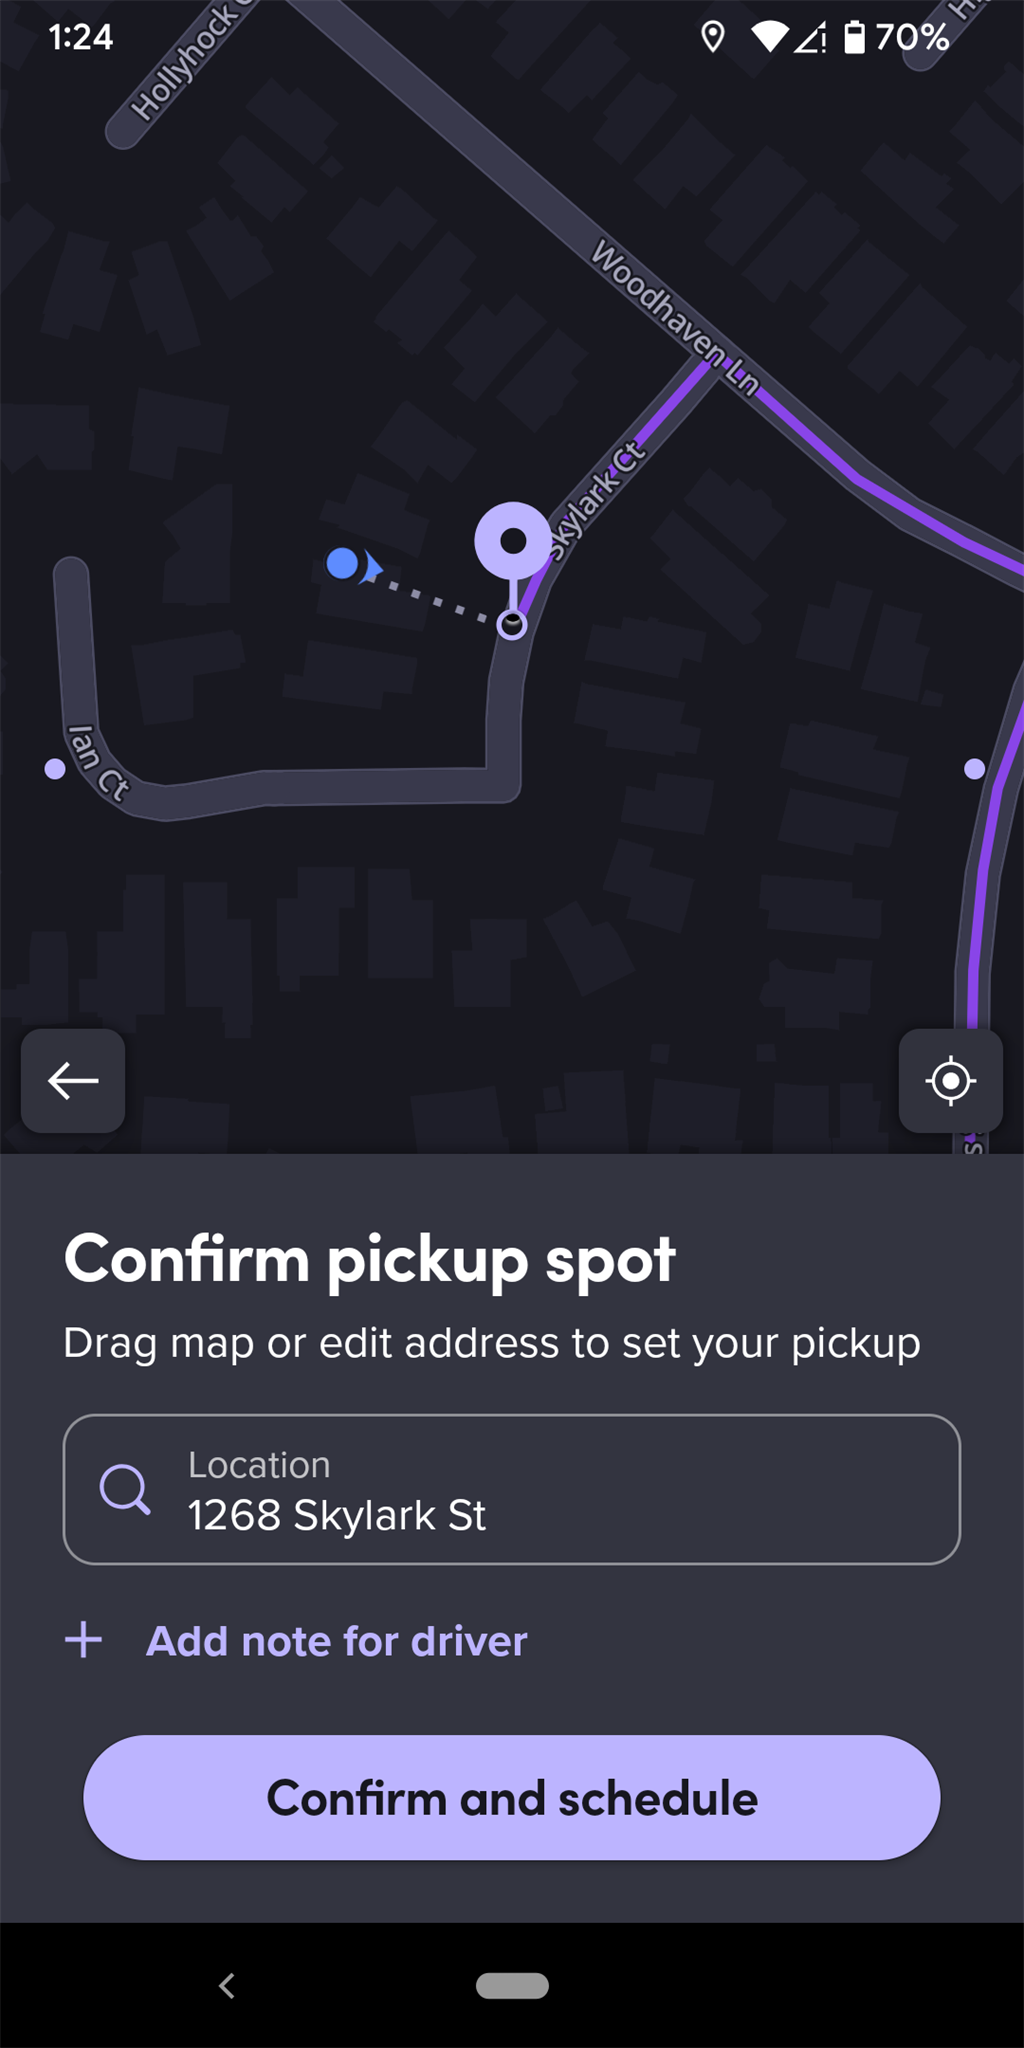 1:24
70%
Hollyhock
Woodhaven Ln
Skylark Ct
Ian Ct
Confirm pickup spot
Drag map or edit address to set your pickup
Location
1268 Skylark St
Add note for driver
Confirm and schedule